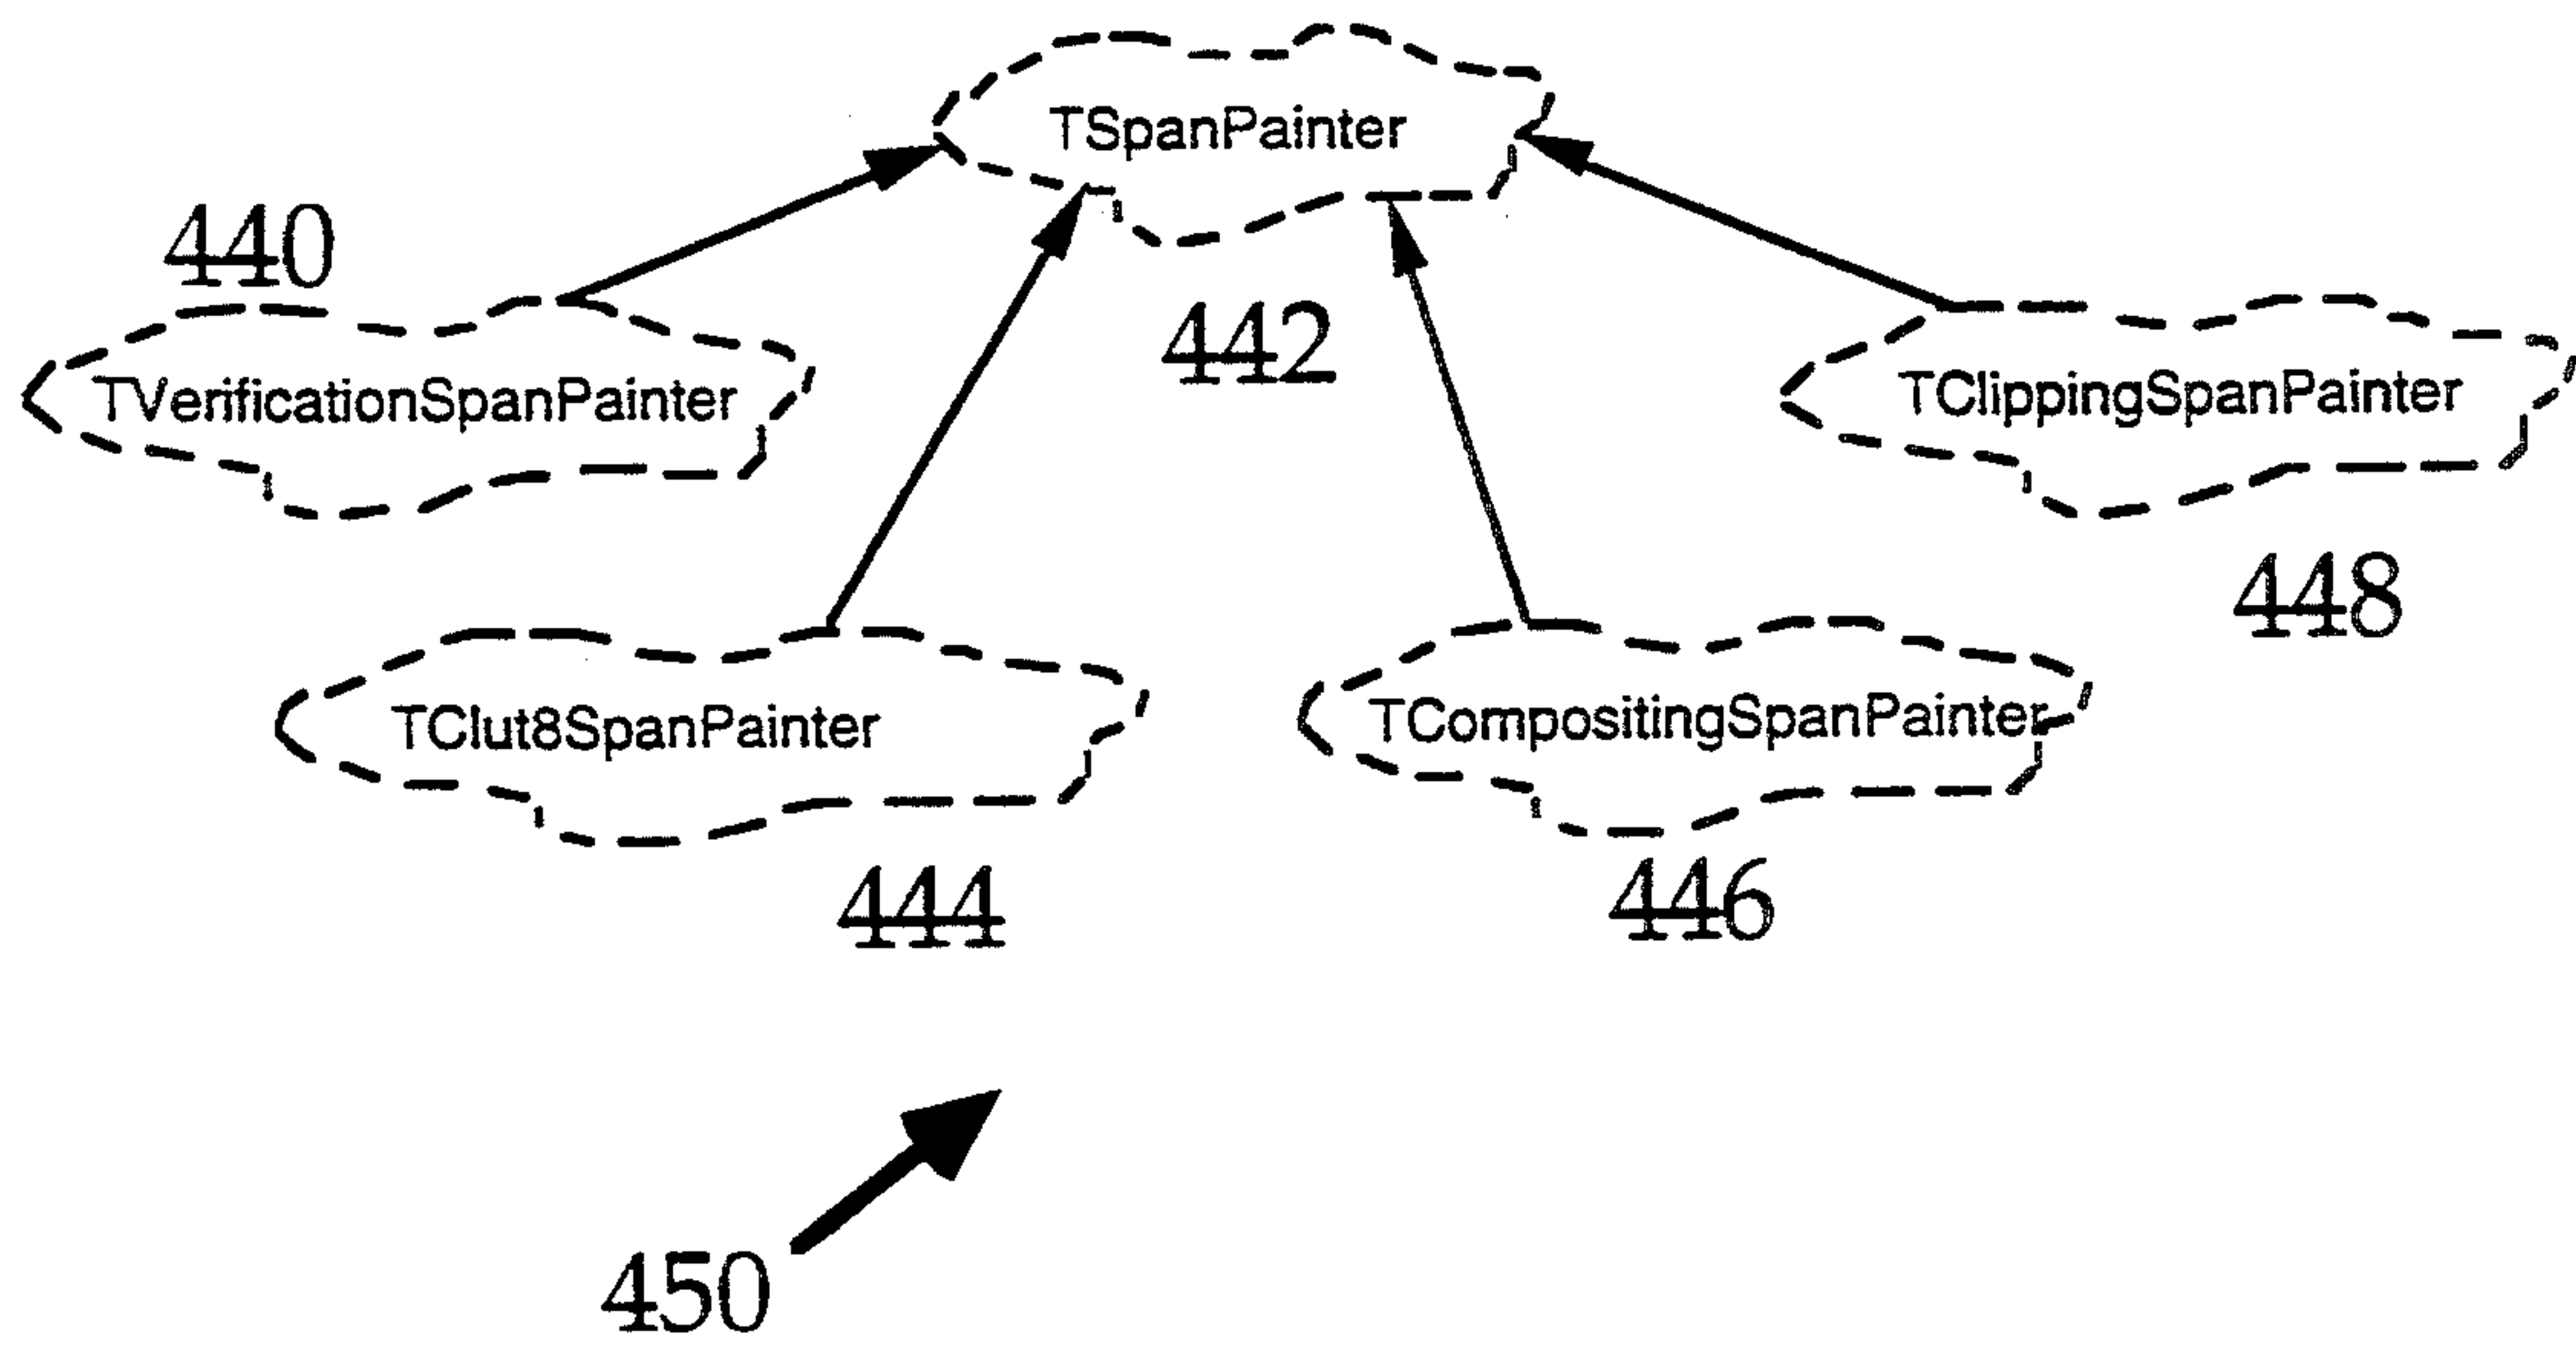 TSpanPainter
440
442
TVerificationSpanPainter
TClippingSpanPainter
448
TClut8SpanPainter
TCompositingSpanPainter
444
446
450